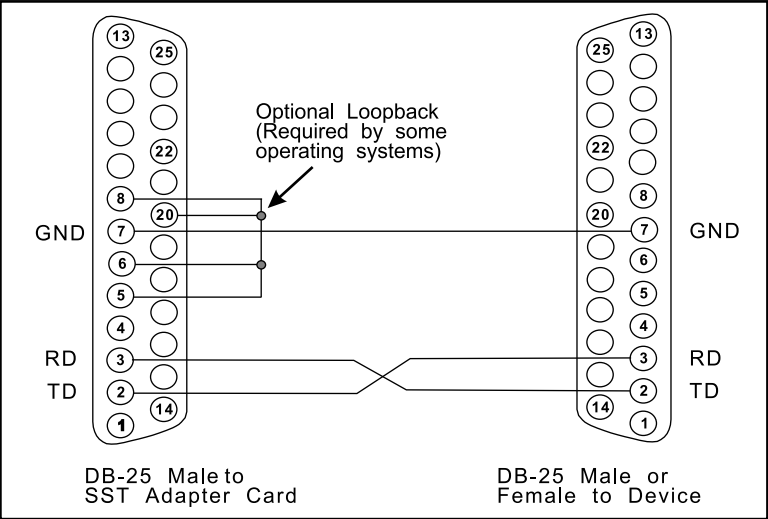 13
25
22
8
20
7
6
5
4
3
2
14
1
GND
RD
TD
Optional Loopback
(Required by some
operating systems)
13
25
22
8
20
7
6
5
4
3
2
14
1
GND
RD
TD
DB-25 Male to
SST Adapter Card
DB-25 Male or
Female to Device